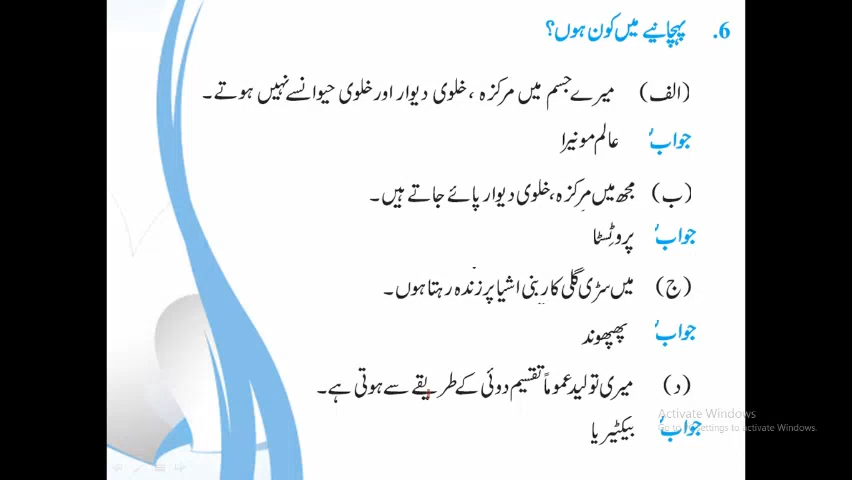 6. پہچانیے میں کون ہوں؟
(الف) میرے جسم میں مرکزہ، خلوی دیوار اور خلوی حیوانسے نہیں ہوتے۔
جواب عالم مونیرا
(ب) مجھ میں مرکزہ، خلوی دیوار پائے جاتے ہیں۔
جواب پروٹسٹا
(ج) میں سڑی گلی کاربنی اشیا پر زندہ رہتا ہوں۔
جواب پھپھوند
(د) میری تولید عموماً تقسیم دوئی کے طریقے سے ہوتی ہے۔
Activate Windows
Go to Settings to activate Windows.
جواب بیکٹیریا